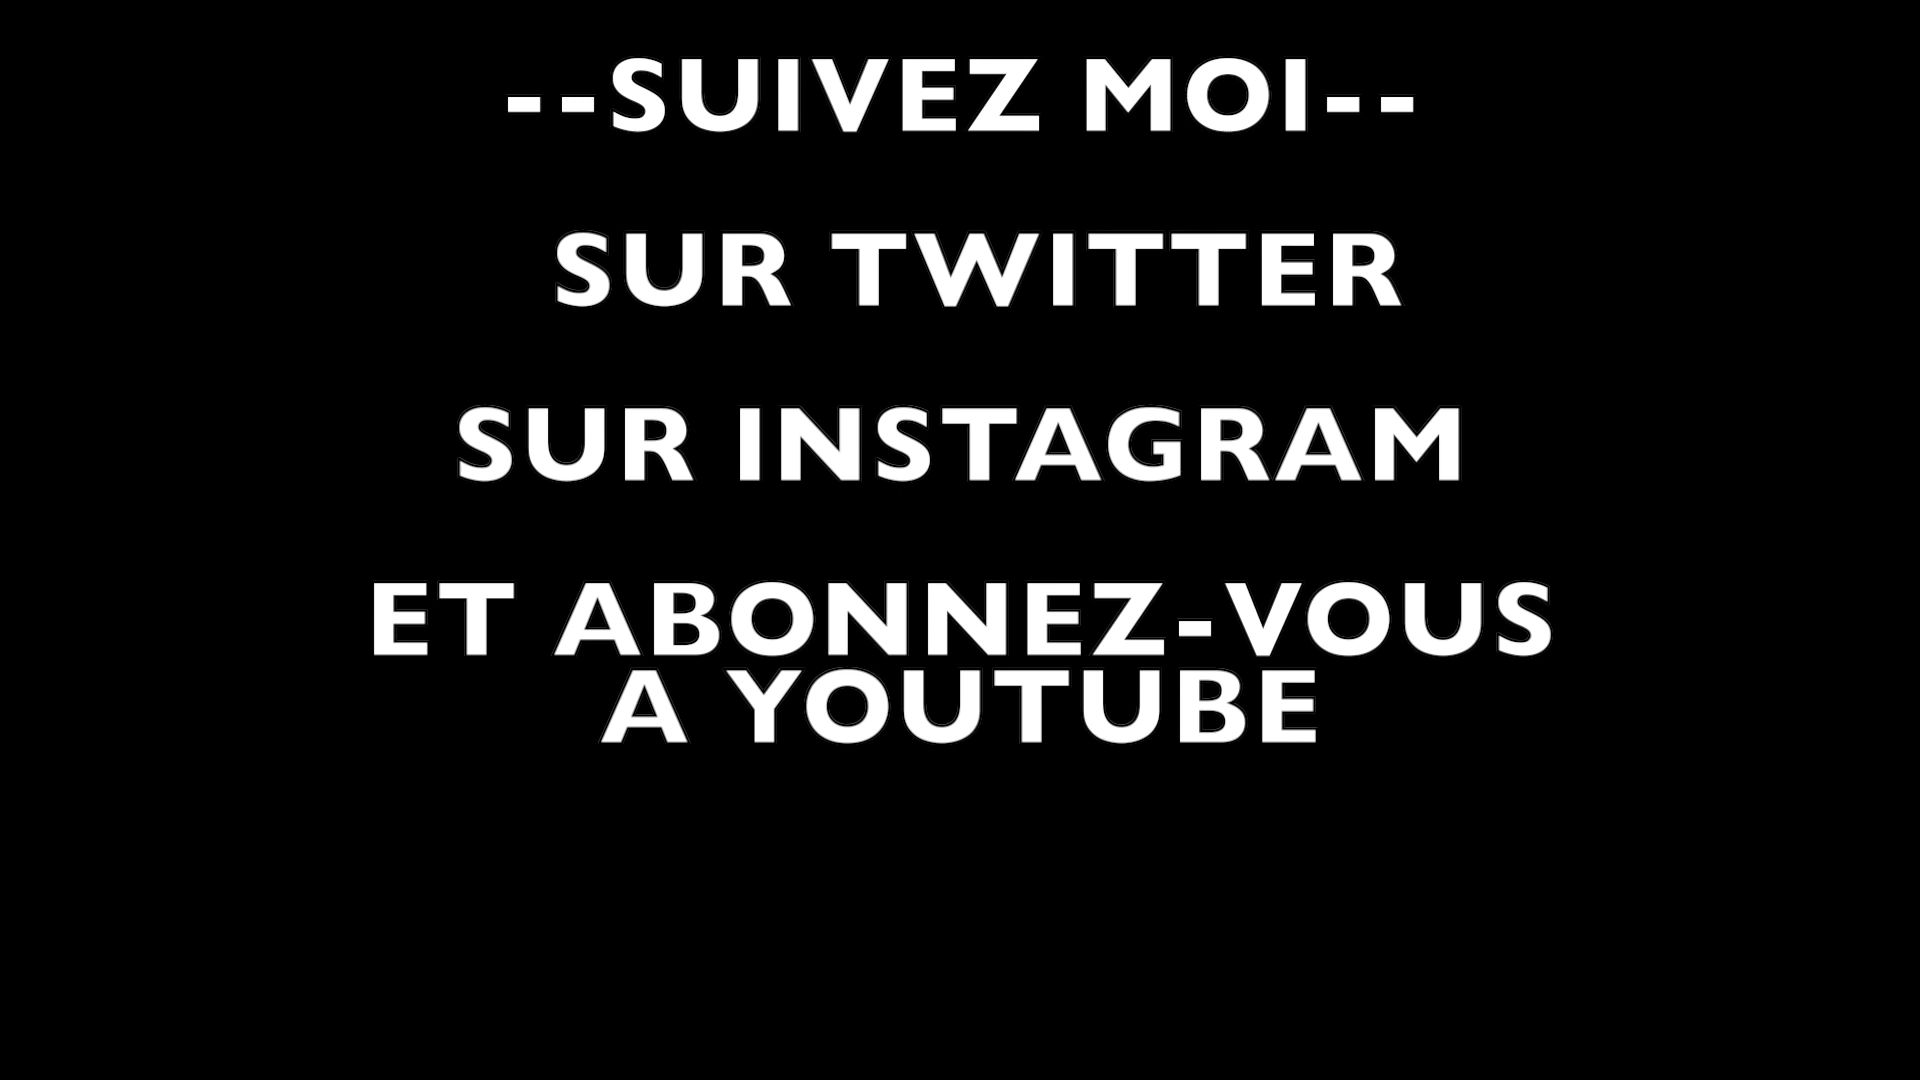 --SUIVEZ MOI--
SUR TWITTER
SUR INSTAGRAM
ET ABONNEZ-VOUS
A YOUTUBE